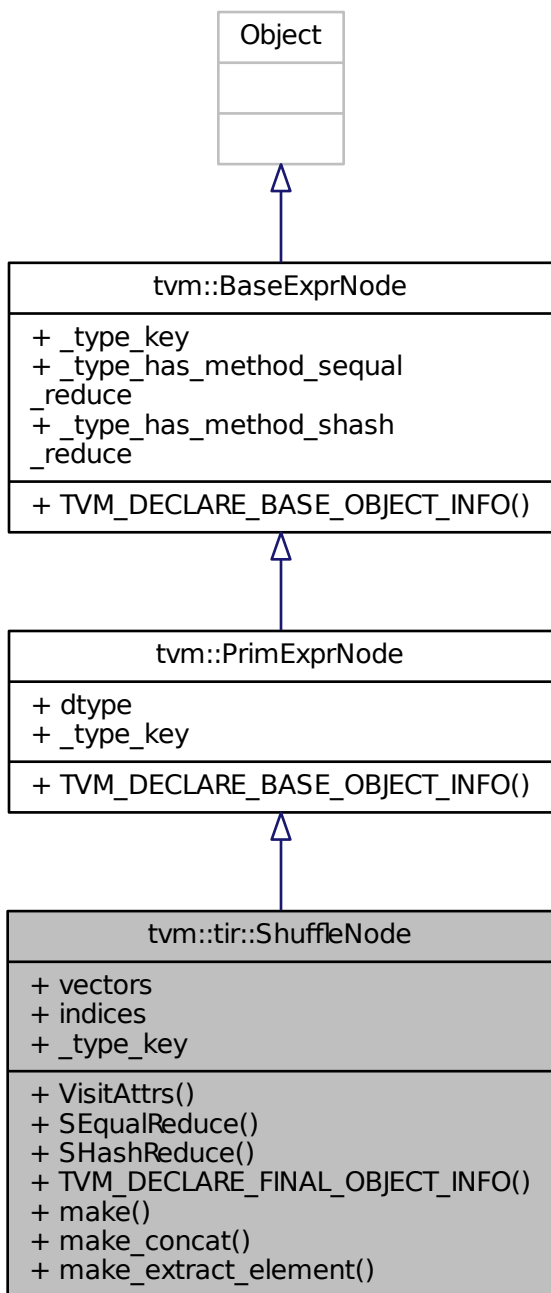 Object
tvm::BaseExprNode
+ _type_key
+ _type_has_method_sequal
_reduce
+ _type_has_method_shash
_reduce
+ TVM_DECLARE_BASE_OBJECT_INFO()
tvm::PrimExprNode
+ dtype
+ _type_key
+ TVM_DECLARE_BASE_OBJECT_INFO()
tvm::tir::ShuffleNode
+ vectors
+ indices
+ _type_key
+ VisitAttrs()
+ SEqualReduce()
+ SHashReduce()
+ TVM_DECLARE_FINAL_OBJECT_INFO()
+ make()
+ make_concat()
+ make_extract_element()